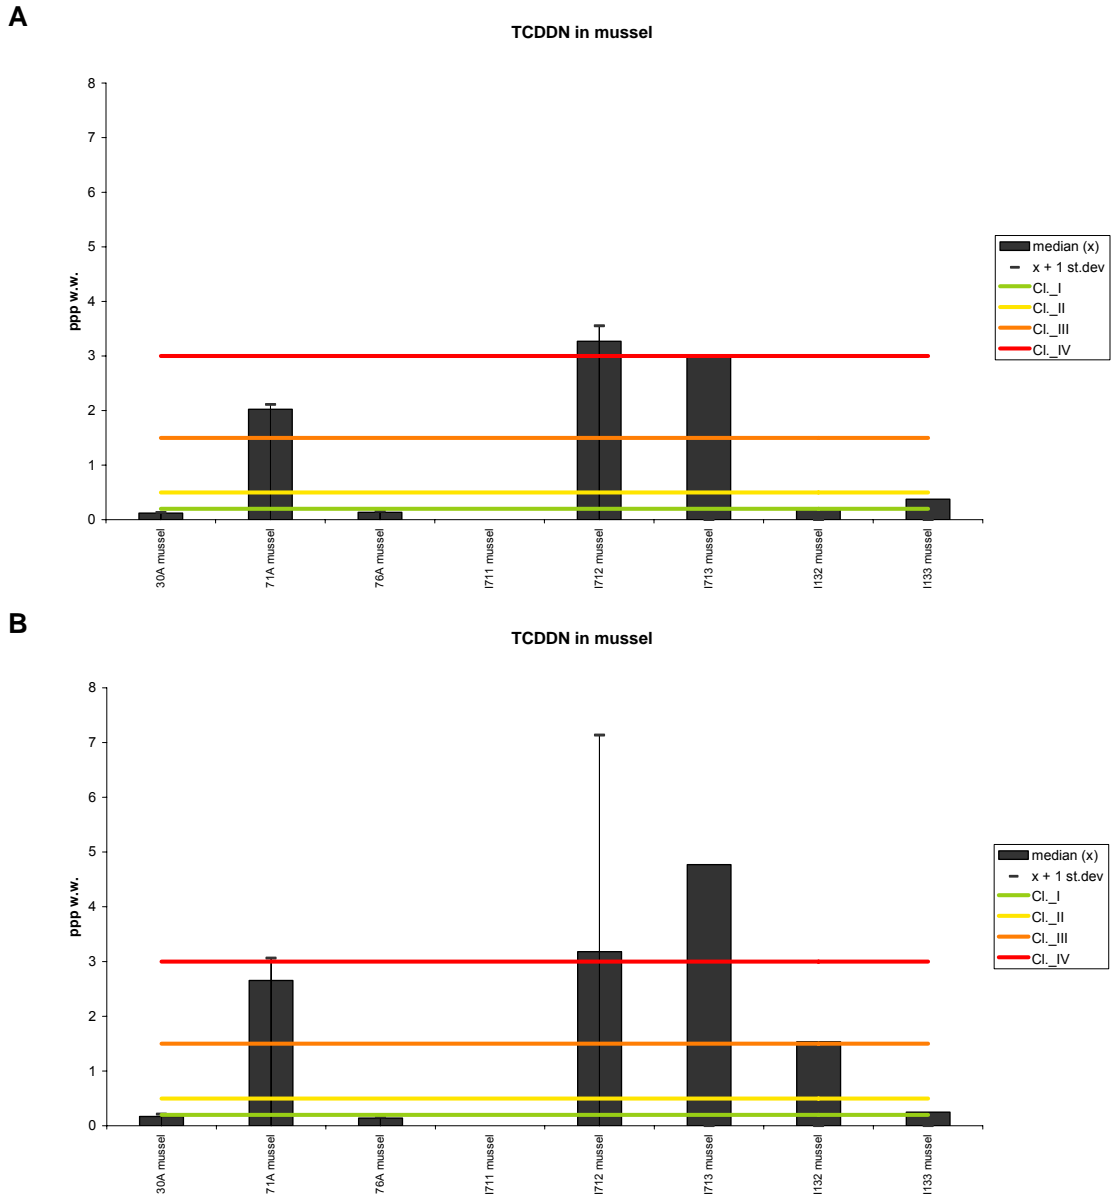 A
TCDDN in mussel
8
7
6
5
4
3
2
1
0
ppp w.w.
30A mussel
71A mussel
76A mussel
I711 mussel
I712 mussel
I713 mussel
I132 mussel
I133 mussel
median (x)
x + 1 st.dev
Cl._I
Cl._II
Cl._III
Cl._IV
B
TCDDN in mussel
8
7
6
5
4
3
2
1
0
ppp w.w.
30A mussel
71A mussel
76A mussel
I711 mussel
I712 mussel
I713 mussel
I132 mussel
I133 mussel
median (x)
x + 1 st.dev
Cl._I
Cl._II
Cl._III
Cl._IV